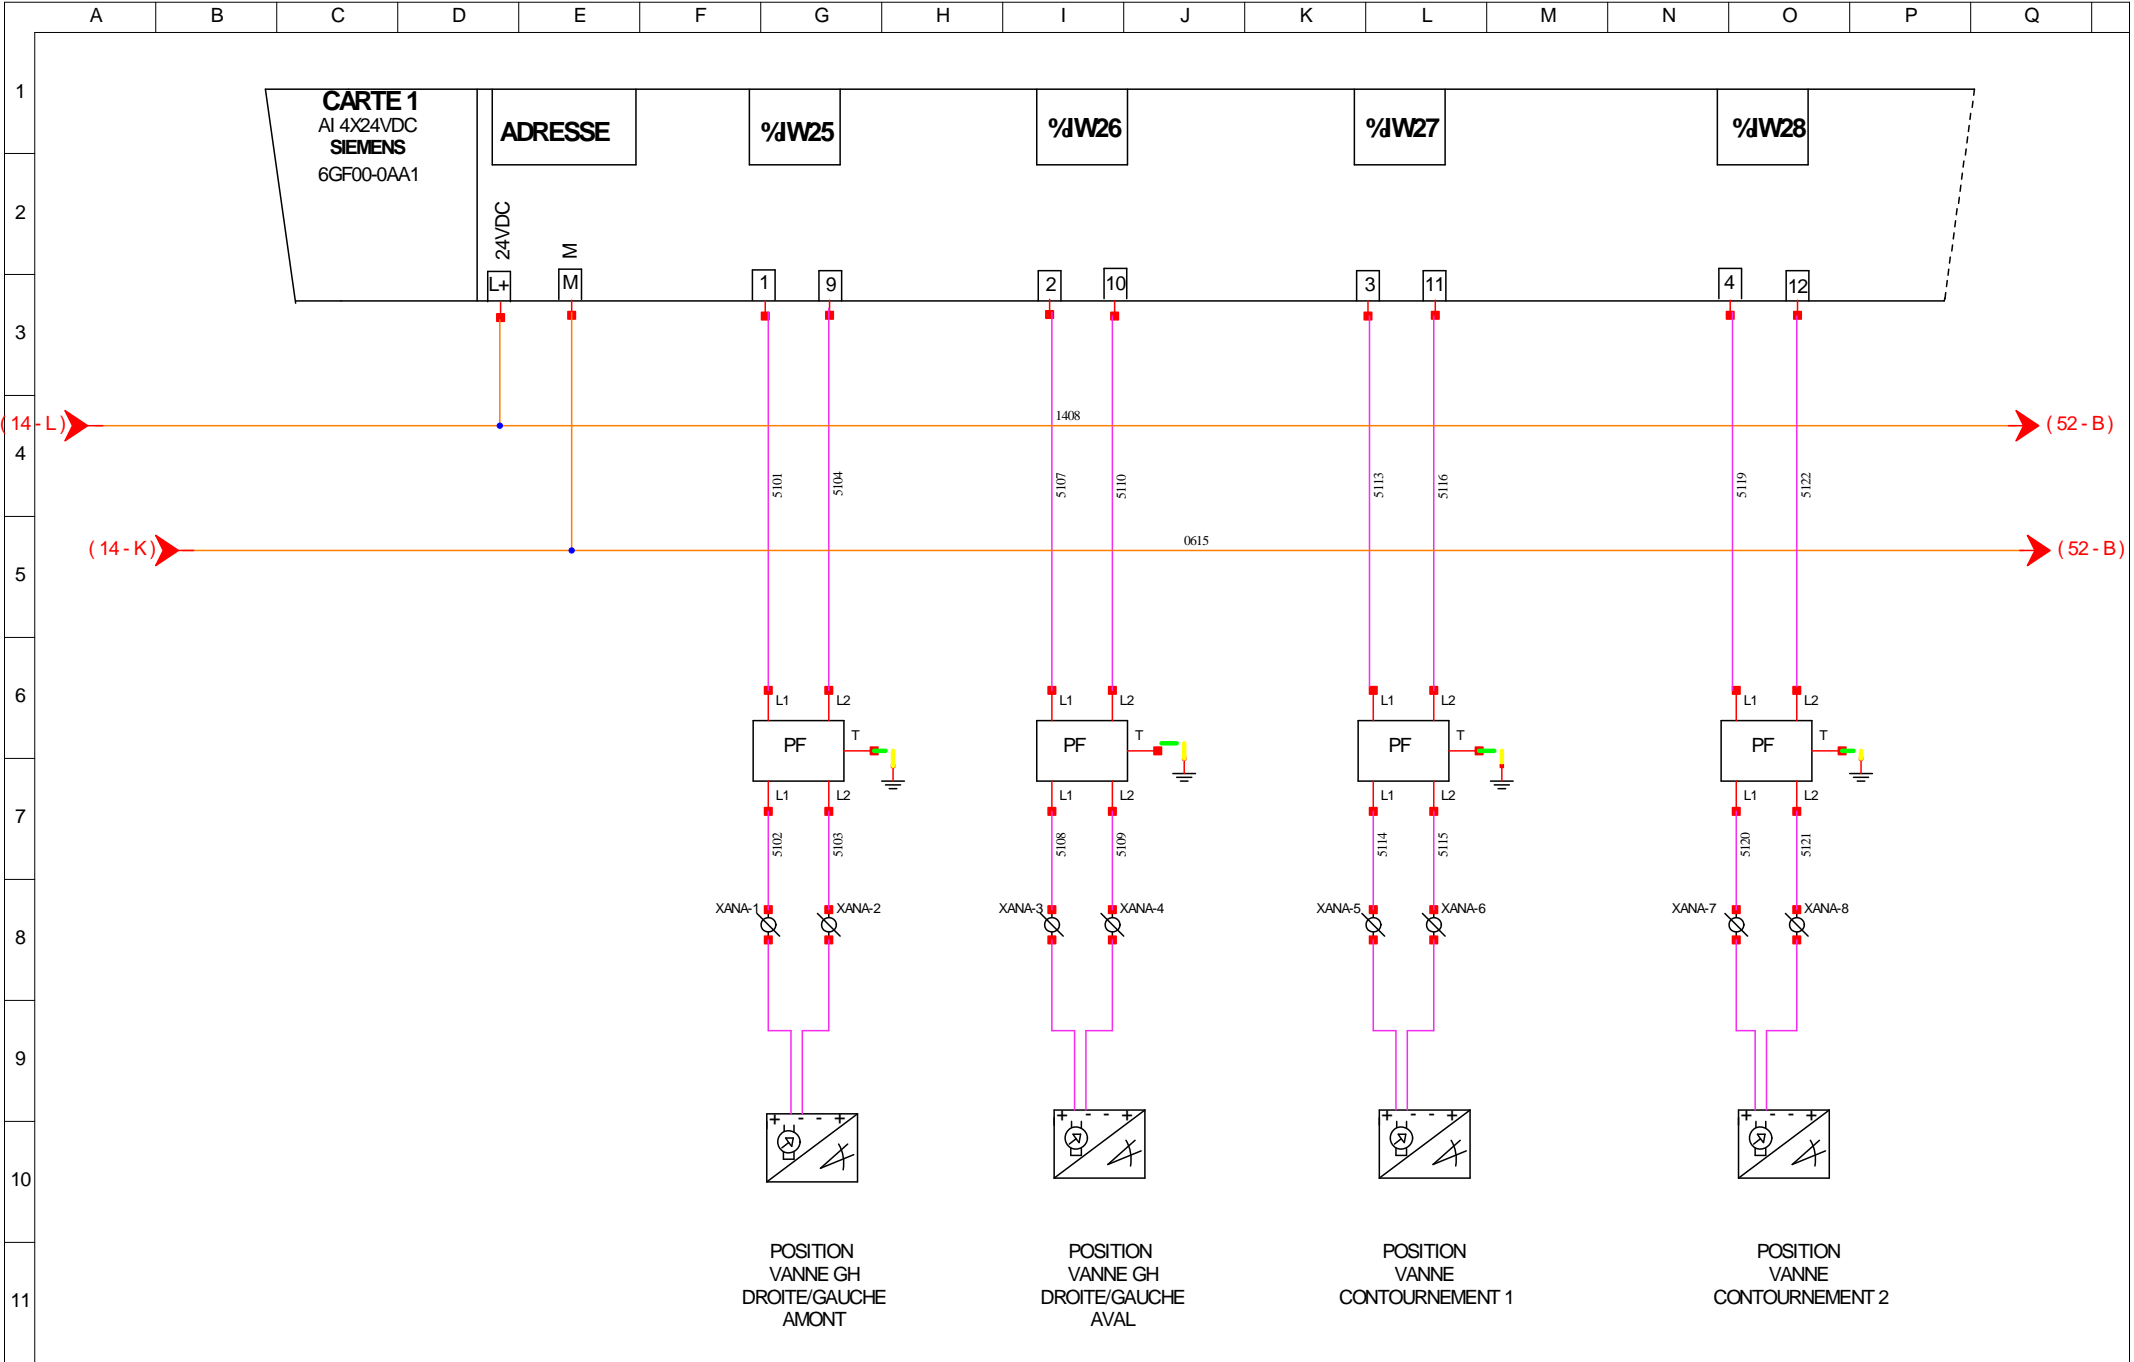 A B C D E F G H I J K L M N O P Q
1
CARTE 1
AI 4X24VDC
SIEMENS
6GF00-0AA1
ADRESSE
%IW25
%IW26
%IW27
%IW28
2
24VDC
M
L+ M 1 9 2 10 3 11 4 12
3
(14-L) 1408 (52-B)
4
5101 5104 5107 5110 5113 5116 5119 5122
(14-K) 0615 (52-B)
5
6
L1 L2 L1 L2 L1 L2 L1 L2
PF T PF T PF T PF T
L1 L2 L1 L2 L1 L2 L1 L2
7
5102 5103 5108 5109 5114 5115 5120 5121
XANA-1 XANA-2 XANA-3 XANA-4 XANA-5 XANA-6 XANA-7 XANA-8
8
9
+ - - + + - - + + - - + + - - +
10
POSITION
VANNE GH
DROITE/GAUCHE
AMONT
POSITION
VANNE GH
DROITE/GAUCHE
AVAL
POSITION
VANNE
CONTOURNEMENT 1
POSITION
VANNE
CONTOURNEMENT 2
11